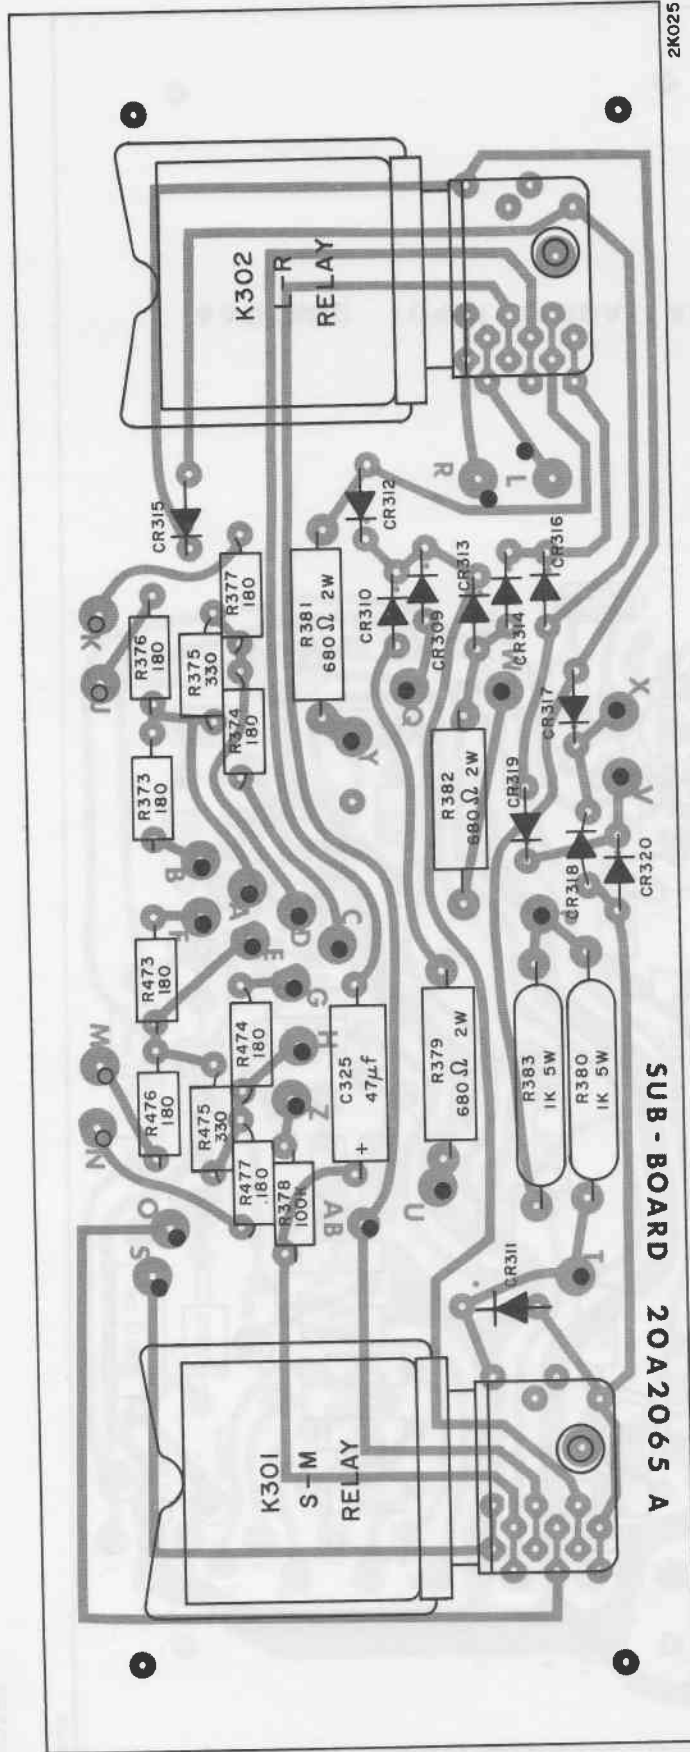 2K025
K302
L-R
RELAY
R
L
CR315
CR312
CR313
CR316
R377
180
R381
680Ω 2W
CR310
CR309
CR314
K
J
R376
180
R375
330
R374
180
Q
W
CR317
X
Y
R373
180
R382
680Ω 2W
CR319
V
B
A
F
D
C
CR318
CR320
E
G
R473
180
R474
180
H
C325
47µf
+
R379
680Ω 2W
R383
1K 5W
R380
1K 5W
M
N
R476
180
R475
330
Z
R477
180
R378
100K
AB
U
O
S
CR311
T
K301
S-M
RELAY
SUB-BOARD 20A2065 A